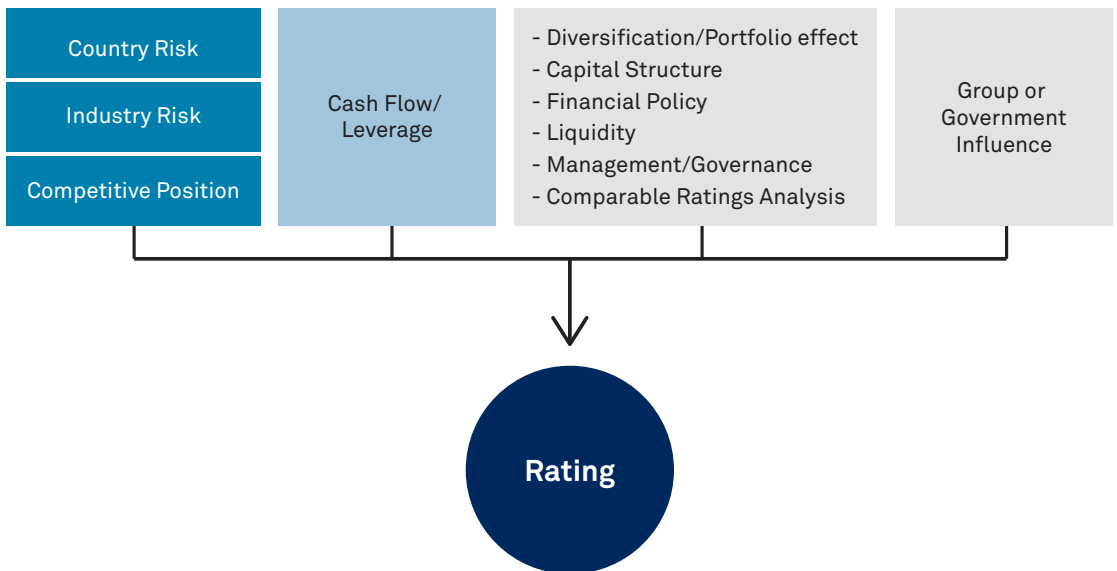 Country Risk
Industry Risk
Competitive Position
Cash Flow/
Leverage
- Diversification/Portfolio effect
- Capital Structure
- Financial Policy
- Liquidity
- Management/Governance
- Comparable Ratings Analysis
Group or
Government
Influence
Rating